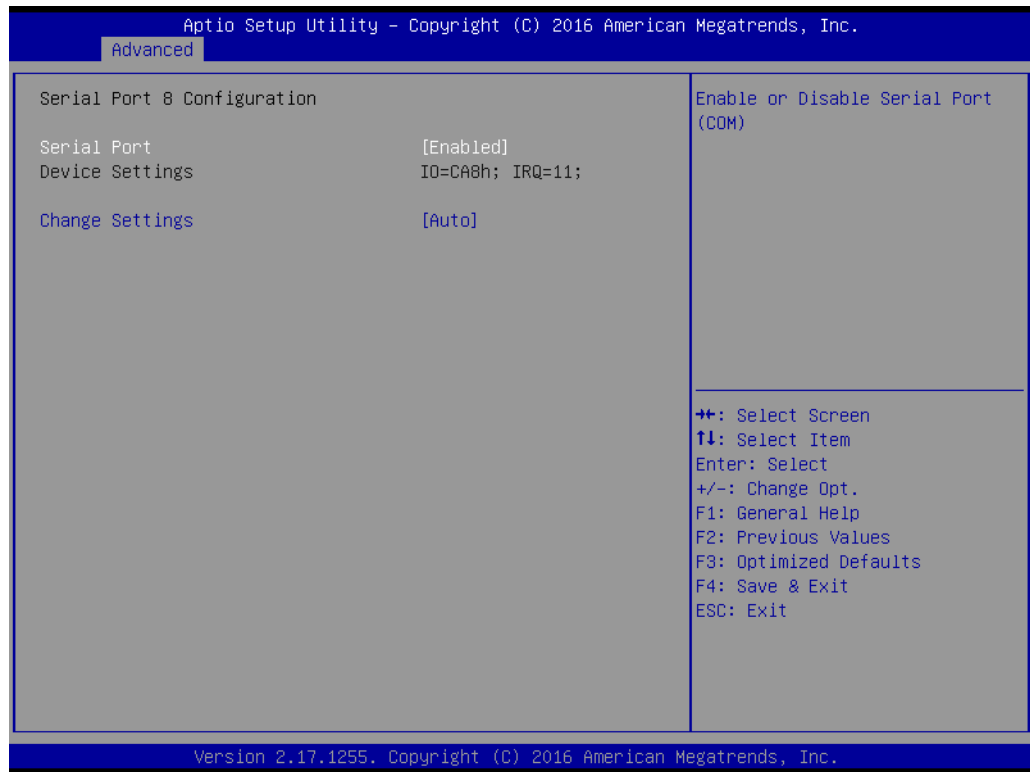 Aptio Setup Utility – Copyright (C) 2016 American Megatrends, Inc.
Advanced
Serial Port 8 Configuration
Serial Port [Enabled]
Device Settings IO=CA8h; IRQ=11;
Change Settings [Auto]
Enable or Disable Serial Port
(COM)
→←: Select Screen
↑↓: Select Item
Enter: Select
+/-: Change Opt.
F1: General Help
F2: Previous Values
F3: Optimized Defaults
F4: Save & Exit
ESC: Exit
Version 2.17.1255. Copyright (C) 2016 American Megatrends, Inc.